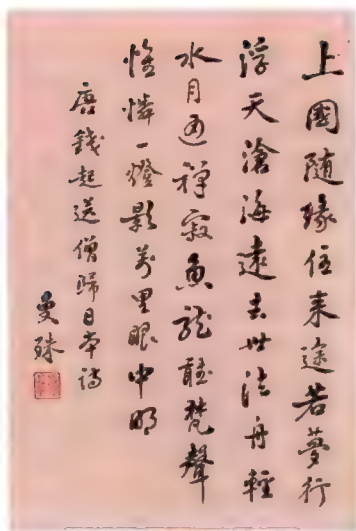 上國随緣住來途若夢行
浮天滄海遠去世法舟輕
水月通禪寂魚龍聽梵聲
惟憐一燈影萬里眼中明
唐錢起送僧歸日本詩
曼殊